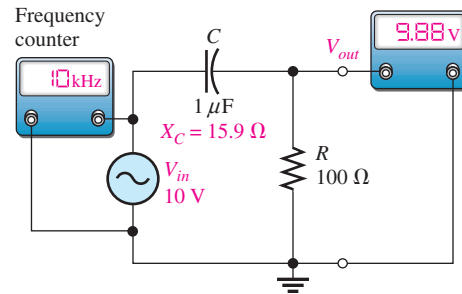 Frequency
counter
10 kHz
C
1 μF
X_C = 15.9 Ω
V_in
10 V
V_out
9.88 V
R
100 Ω